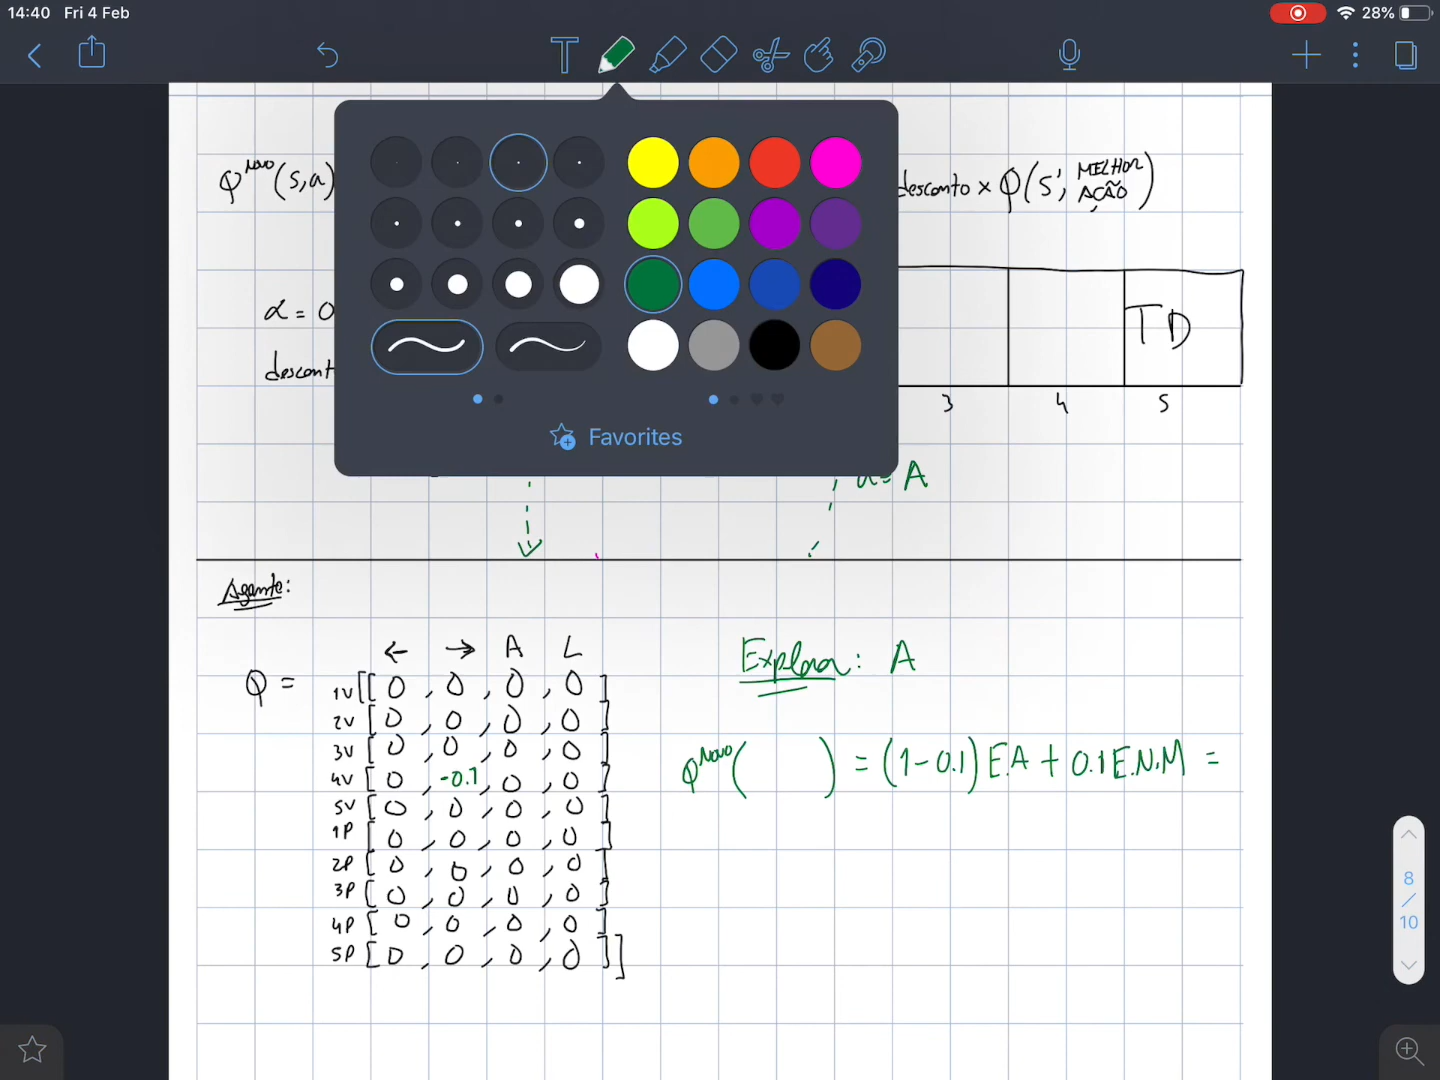 14:40 Fri 4 Feb 28%
T
Q^Novo(s,a) desconto × Q(s', MELHOR AÇÃO)
α = 0 TD
descont
3 4 5
Favorites
a= A
Agente:
← → A L Explora: A
Q = 1V [[0, 0, 0, 0]
2V [0, 0, 0, 0]
3V [0, 0, 0, 0] Q^Novo( ) = (1-0.1) E.A + 0.1 E.N.M =
4V [0, -0.1, 0, 0]
5V [0, 0, 0, 0]
1P [0, 0, 0, 0]
2P [0, 0, 0, 0]
3P [0, 0, 0, 0]
4P [0, 0, 0, 0]
5P [0, 0, 0, 0]]
8
/
10